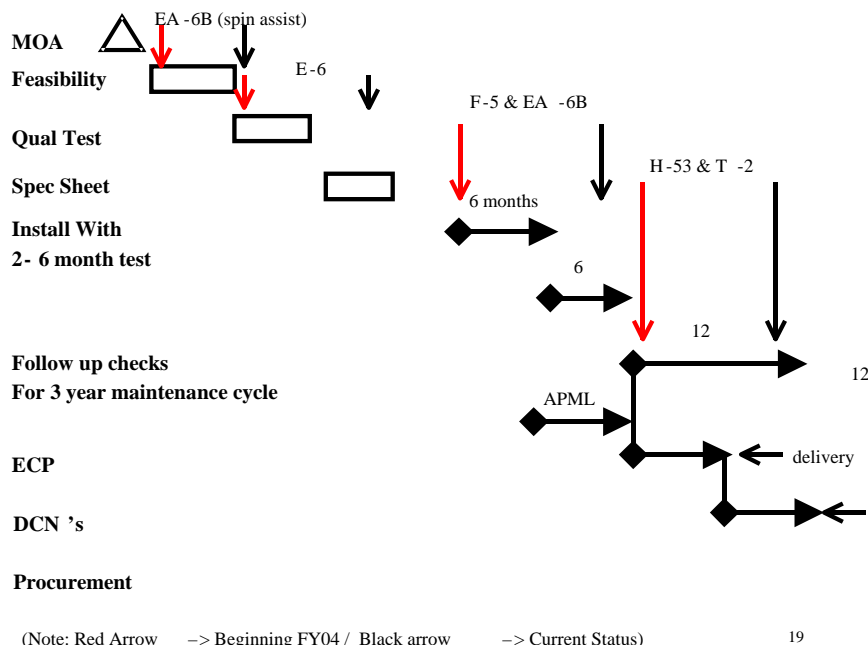 EA -6B (spin assist)
MOA
E-6
Feasibility
F-5 & EA -6B
Qual Test
H-53 & T -2
Spec Sheet
6 months
Install With
2- 6 month test
6
12
Follow up checks
12
For 3 year maintenance cycle
APML
ECP
delivery
DCN 's
Procurement
(Note: Red Arrow –> Beginning FY04 / Black arrow –> Current Status)
19